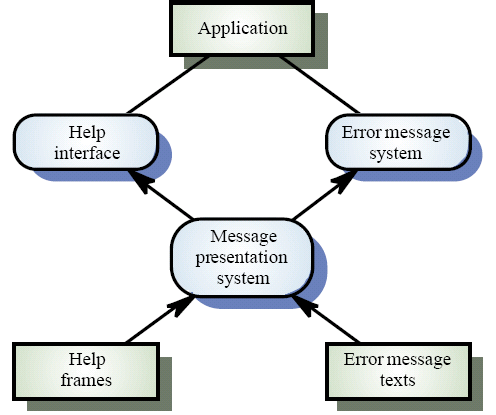 Application
Help
interface
Error message
system
Message
presentation
system
Help
frames
Error message
texts